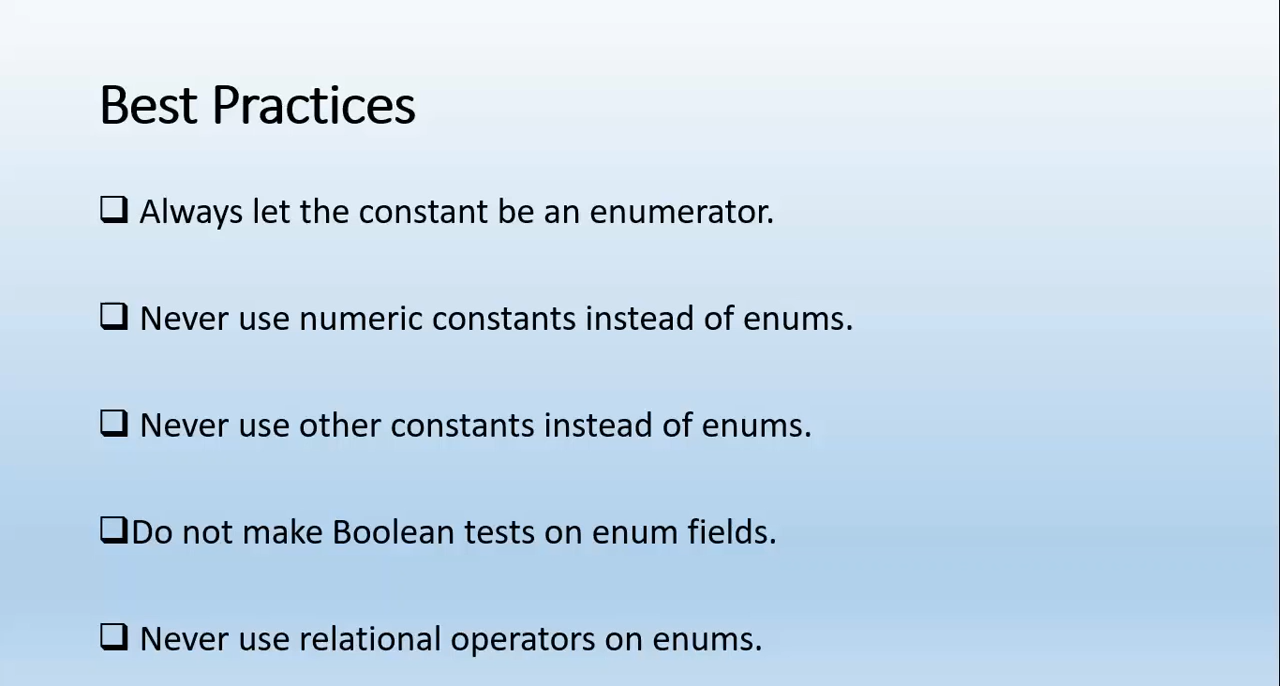 Best Practices
❑ Always let the constant be an enumerator.
❑ Never use numeric constants instead of enums.
❑ Never use other constants instead of enums.
❑Do not make Boolean tests on enum fields.
❑ Never use relational operators on enums.